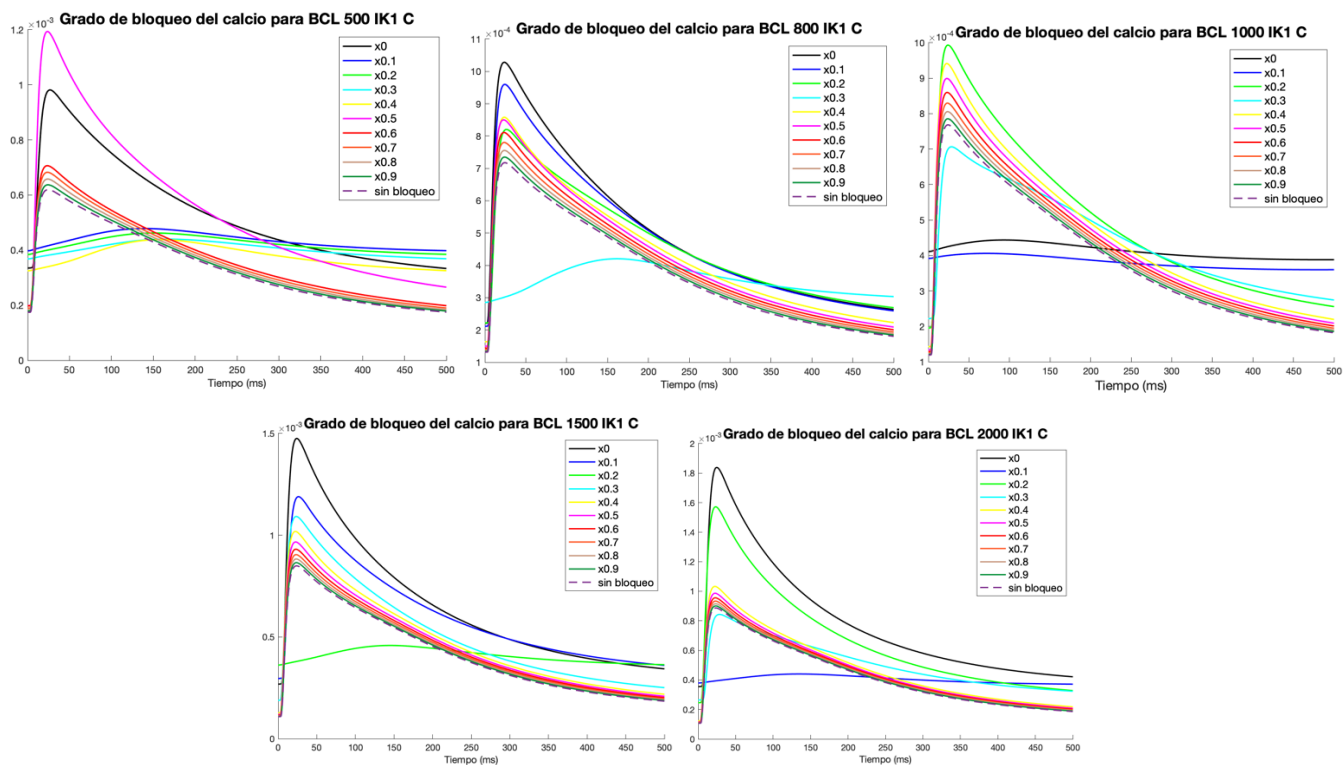 Grado de bloqueo del calcio para BCL 500 IK1 C
×10⁻³
1.2
1
0.8
0.6
0.4
0.2
0
0 50 100 150 200 250 300 350 400 450 500
Tiempo (ms)
x0
x0.1
x0.2
x0.3
x0.4
x0.5
x0.6
x0.7
x0.8
x0.9
sin bloqueo
Grado de bloqueo del calcio para BCL 800 IK1 C
×10⁻⁴
11
10
9
8
7
6
5
4
3
2
1
0 50 100 150 200 250 300 350 400 450 500
Tiempo (ms)
x0
x0.1
x0.2
x0.3
x0.4
x0.5
x0.6
x0.7
x0.8
x0.9
sin bloqueo
Grado de bloqueo del calcio para BCL 1000 IK1 C
×10⁻⁴
10
9
8
7
6
5
4
3
2
1
0 50 100 150 200 250 300 350 400 450 500
Tiempo (ms)
x0
x0.1
x0.2
x0.3
x0.4
x0.5
x0.6
x0.7
x0.8
x0.9
sin bloqueo
Grado de bloqueo del calcio para BCL 1500 IK1 C
×10⁻³
1.5
1
0.5
0
0 50 100 150 200 250 300 350 400 450 500
Tiempo (ms)
x0
x0.1
x0.2
x0.3
x0.4
x0.5
x0.6
x0.7
x0.8
x0.9
sin bloqueo
Grado de bloqueo del calcio para BCL 2000 IK1 C
×10⁻³
2
1.8
1.6
1.4
1.2
1
0.8
0.6
0.4
0.2
0
0 50 100 150 200 250 300 350 400 450 500
Tiempo (ms)
x0
x0.1
x0.2
x0.3
x0.4
x0.5
x0.6
x0.7
x0.8
x0.9
sin bloqueo